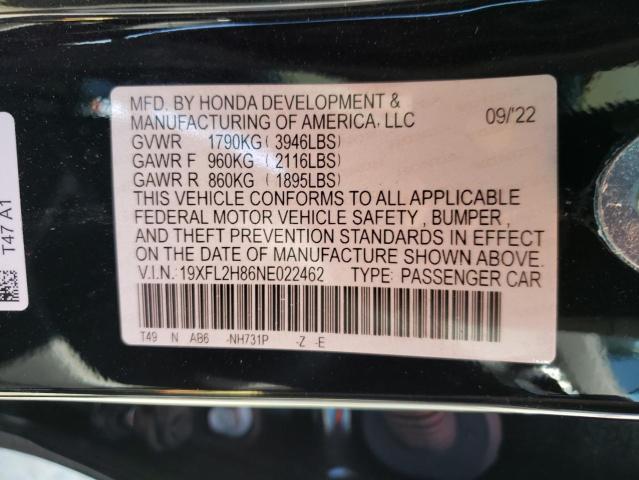 MFD. BY HONDA DEVELOPMENT &
MANUFACTURING OF AMERICA, LLC 09/'22
GVWR 1790KG ( 3946LBS)
GAWR F 960KG ( 2116LBS)
GAWR R 860KG ( 1895LBS)
THIS VEHICLE CONFORMS TO ALL APPLICABLE
FEDERAL MOTOR VEHICLE SAFETY , BUMPER ,
AND THEFT PREVENTION STANDARDS IN EFFECT
ON THE DATE OF MANUFACTURE SHOWN ABOVE.
V.I.N.: 19XFL2H86NE022462 TYPE: PASSENGER CAR
T49 N AB6 -NH731P -Z -E
T47 A1